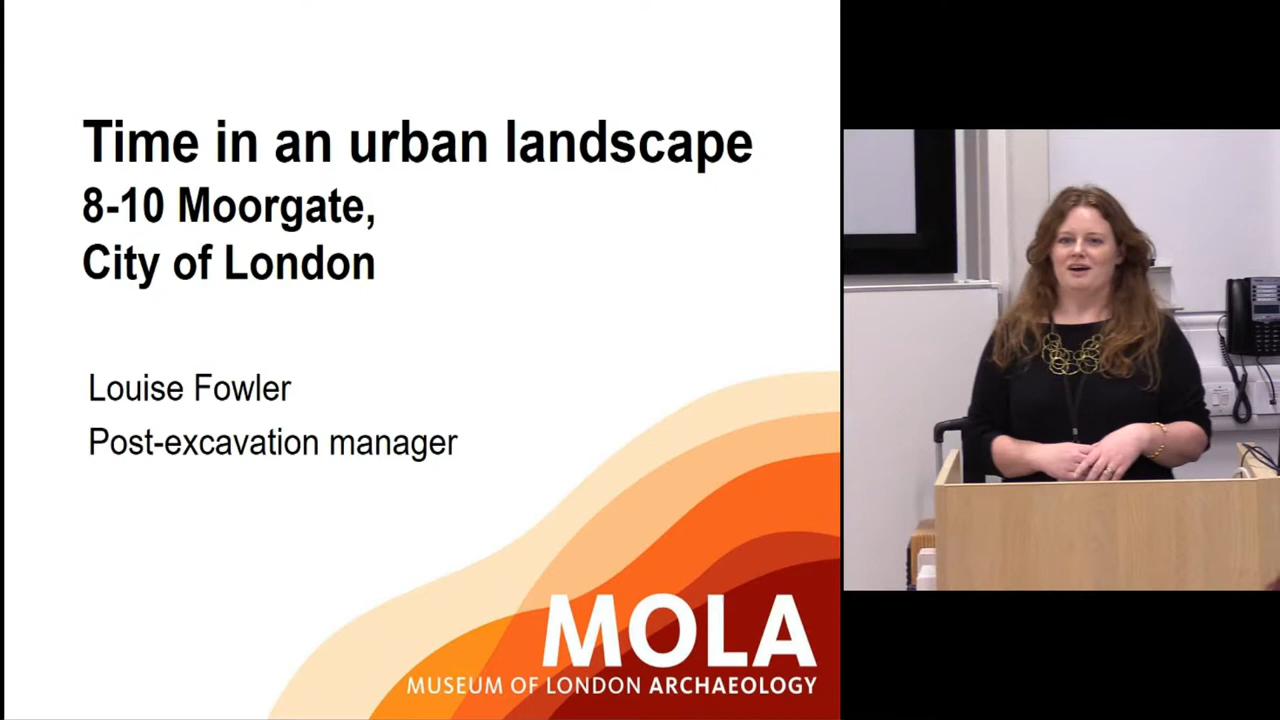 Time in an urban landscape
8-10 Moorgate,
City of London
Louise Fowler
Post-excavation manager
MOLA
MUSEUM OF LONDON ARCHAEOLOGY